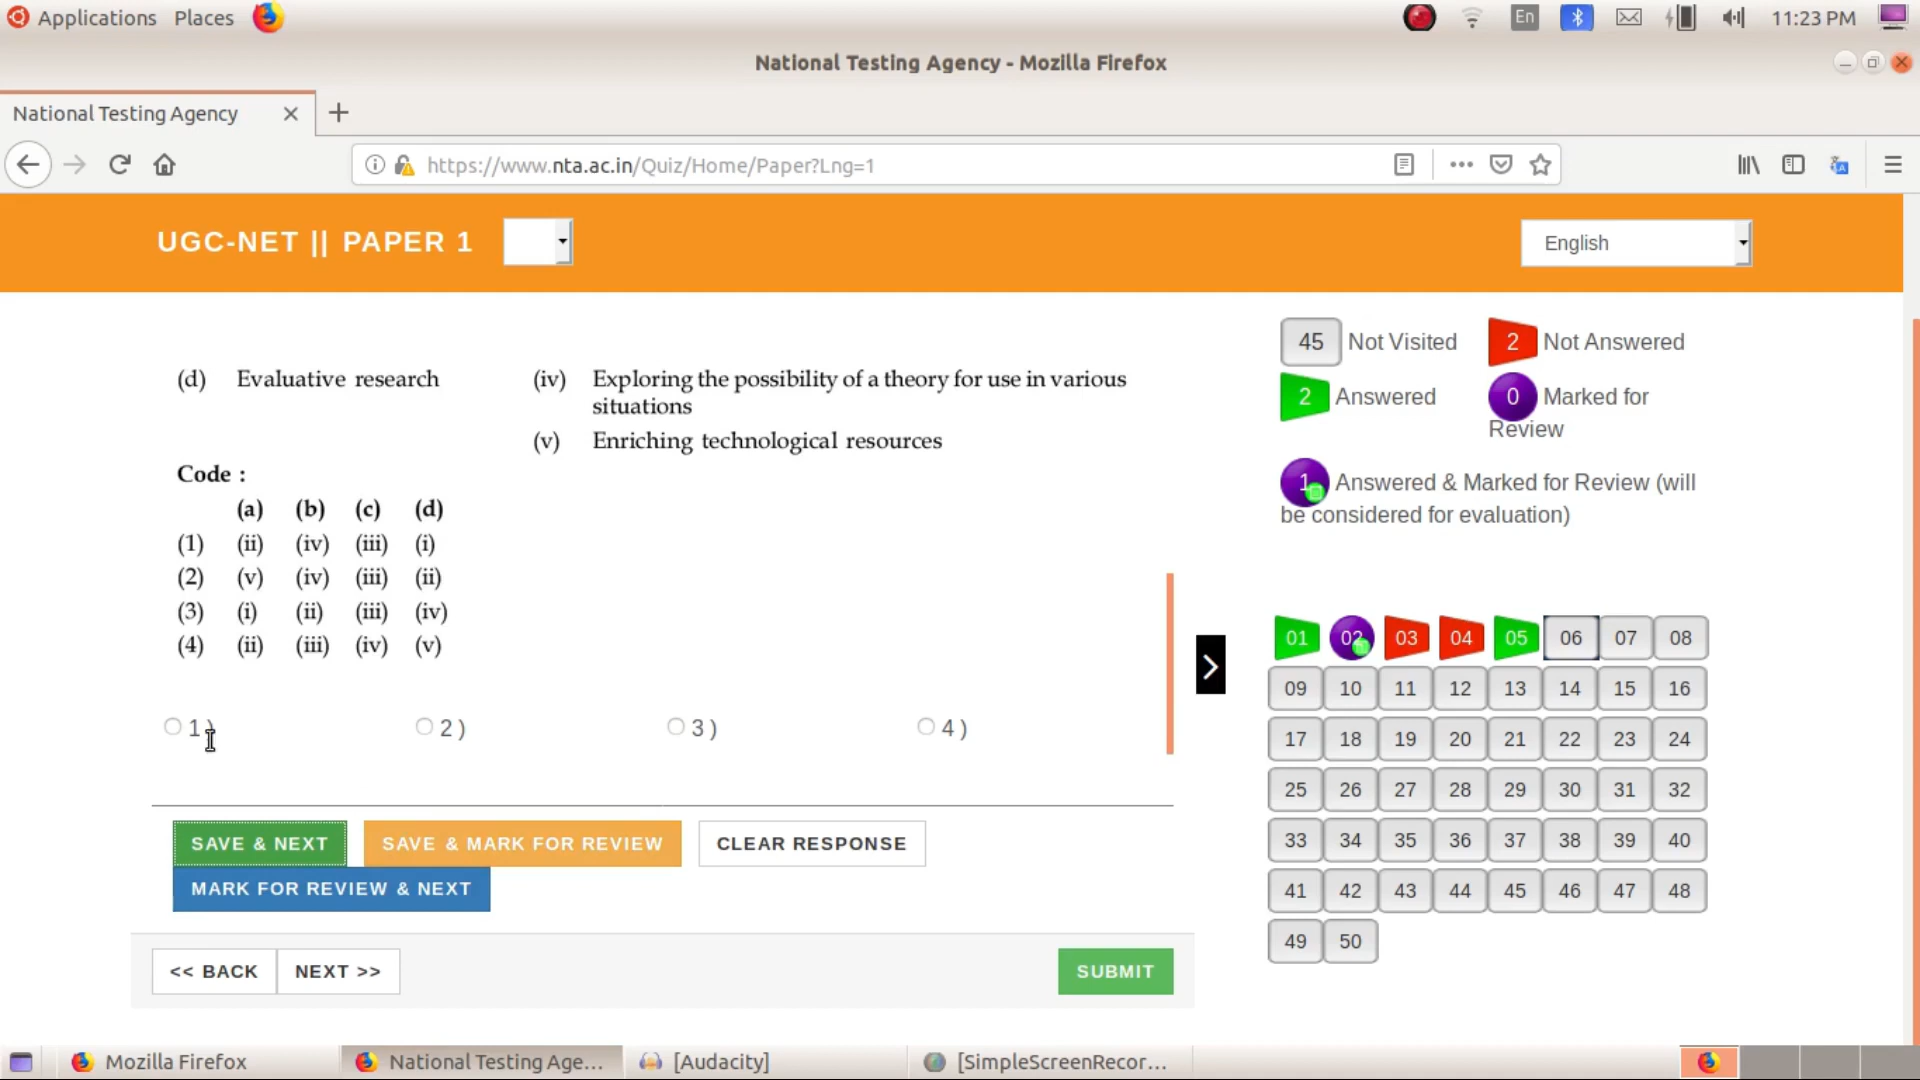 Applications Places En 11:23 PM
National Testing Agency - Mozilla Firefox
National Testing Agency
https://www.nta.ac.in/Quiz/Home/Paper?Lng=1
UGC-NET || PAPER 1 English
(d) Evaluative research (iv) Exploring the possibility of a theory for use in various
situations
(v) Enriching technological resources
Code :
(a) (b) (c) (d)
(1) (ii) (iv) (iii) (i)
(2) (v) (iv) (iii) (ii)
(3) (i) (ii) (iii) (iv)
(4) (ii) (iii) (iv) (v)
1 ) 2 ) 3 ) 4 )
SAVE & NEXT SAVE & MARK FOR REVIEW CLEAR RESPONSE
MARK FOR REVIEW & NEXT
<< BACK NEXT >> SUBMIT
45 Not Visited 2 Not Answered
2 Answered 0 Marked for
Review
1 Answered & Marked for Review (will
be considered for evaluation)
01 02 03 04 05 06 07 08
09 10 11 12 13 14 15 16
17 18 19 20 21 22 23 24
25 26 27 28 29 30 31 32
33 34 35 36 37 38 39 40
41 42 43 44 45 46 47 48
49 50
Mozilla Firefox National Testing Age... [Audacity] [SimpleScreenRecor...